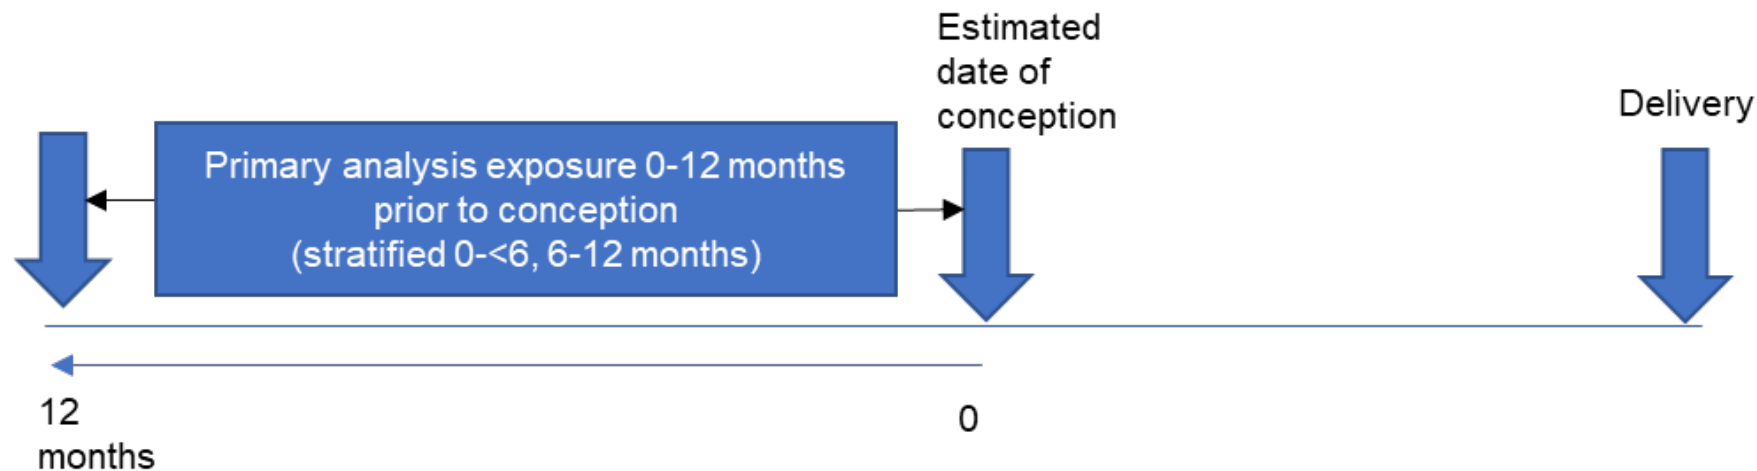 Estimated
date of
conception
Delivery
Primary analysis exposure 0-12 months
prior to conception
(stratified 0-<6, 6-12 months)
12
months
0